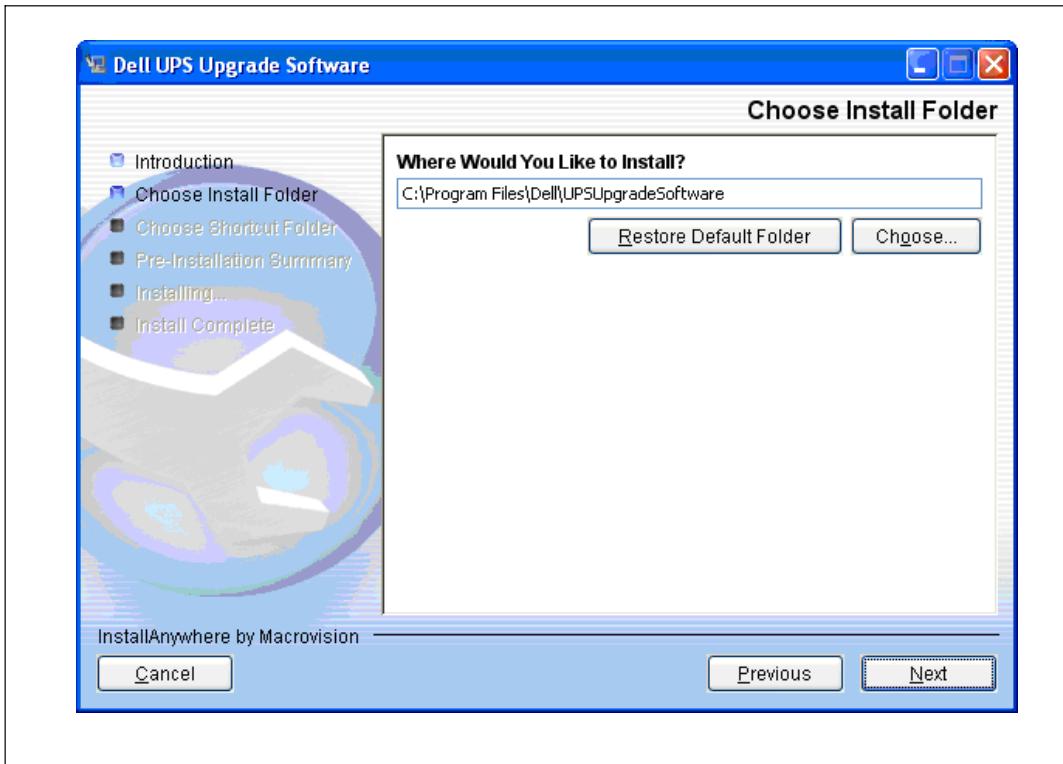 Dell UPS Upgrade Software
Choose Install Folder
Introduction
Choose Install Folder
Choose Shortcut Folder
Pre-Installation Summary
Installing...
Install Complete
Where Would You Like to Install?
C:\Program Files\Dell\UPSUpgradeSoftware
Restore Default Folder
Choose...
InstallAnywhere by Macrovision
Cancel
Previous
Next